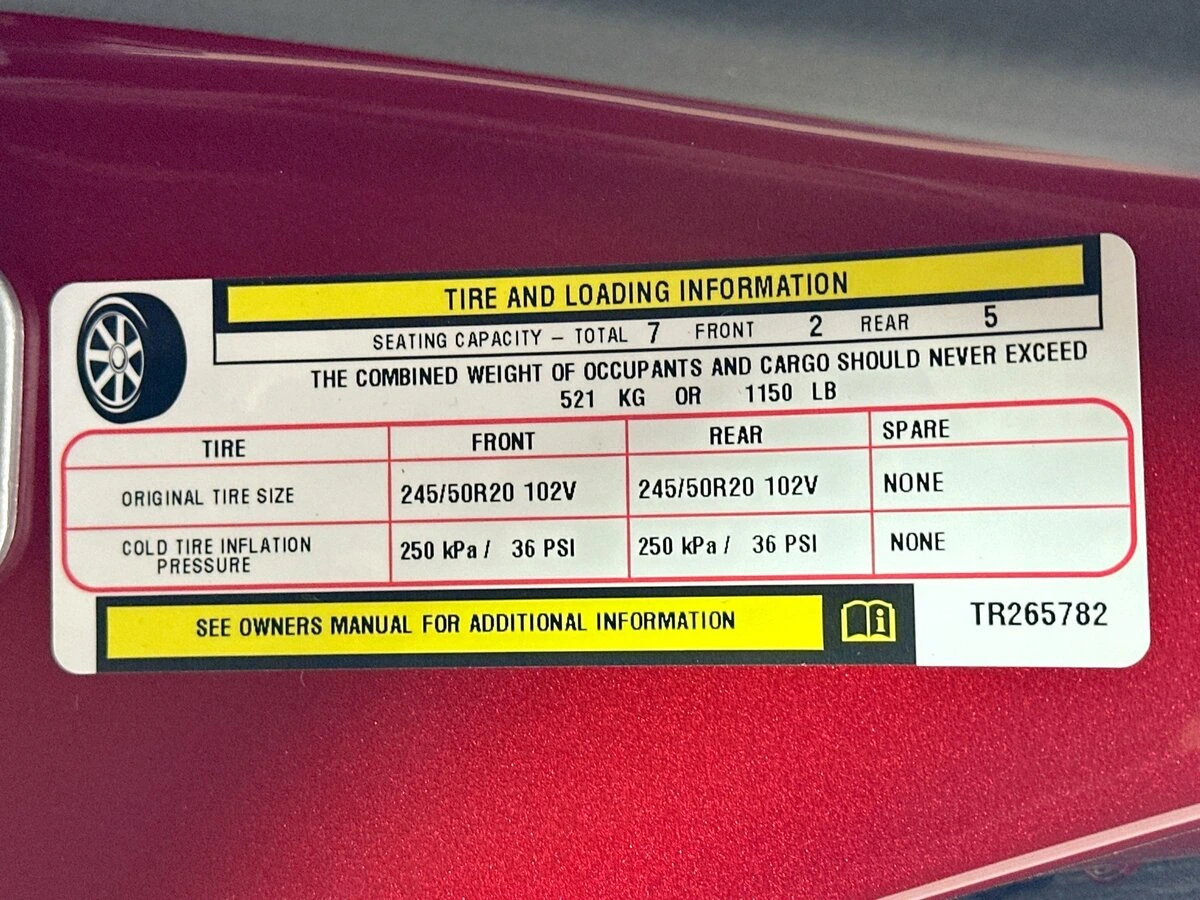 TIRE AND LOADING INFORMATION
SEATING CAPACITY – TOTAL 7 FRONT 2 REAR 5
THE COMBINED WEIGHT OF OCCUPANTS AND CARGO SHOULD NEVER EXCEED
521 KG OR 1150 LB
TIRE FRONT REAR SPARE
ORIGINAL TIRE SIZE 245/50R20 102V 245/50R20 102V NONE
COLD TIRE INFLATION
PRESSURE 250 kPa / 36 PSI 250 kPa / 36 PSI NONE
SEE OWNERS MANUAL FOR ADDITIONAL INFORMATION
TR265782